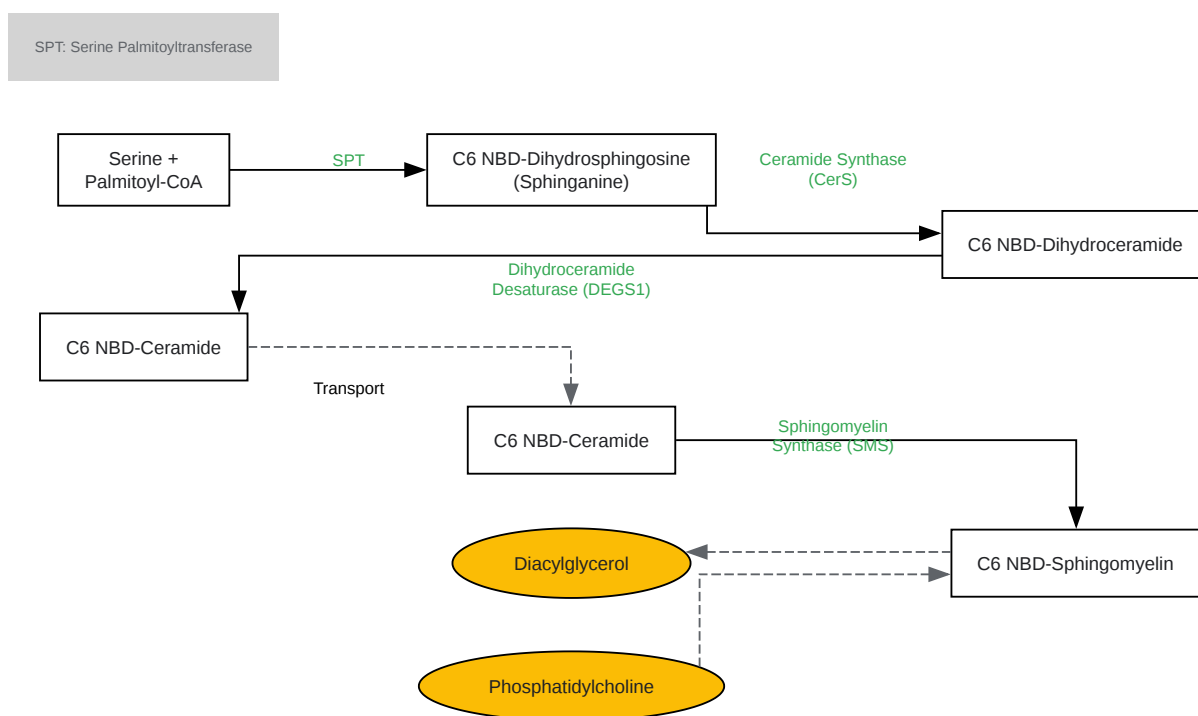 SPT: Serine Palmitoyltransferase
Serine +
Palmitoyl-CoA
SPT
C6 NBD-Dihydrosphingosine
(Sphinganine)
Ceramide Synthase
(CerS)
C6 NBD-Dihydroceramide
Dihydroceramide
Desaturase (DEGS1)
C6 NBD-Ceramide
Transport
C6 NBD-Ceramide
Sphingomyelin
Synthase (SMS)
Diacylglycerol
C6 NBD-Sphingomyelin
Phosphatidylcholine